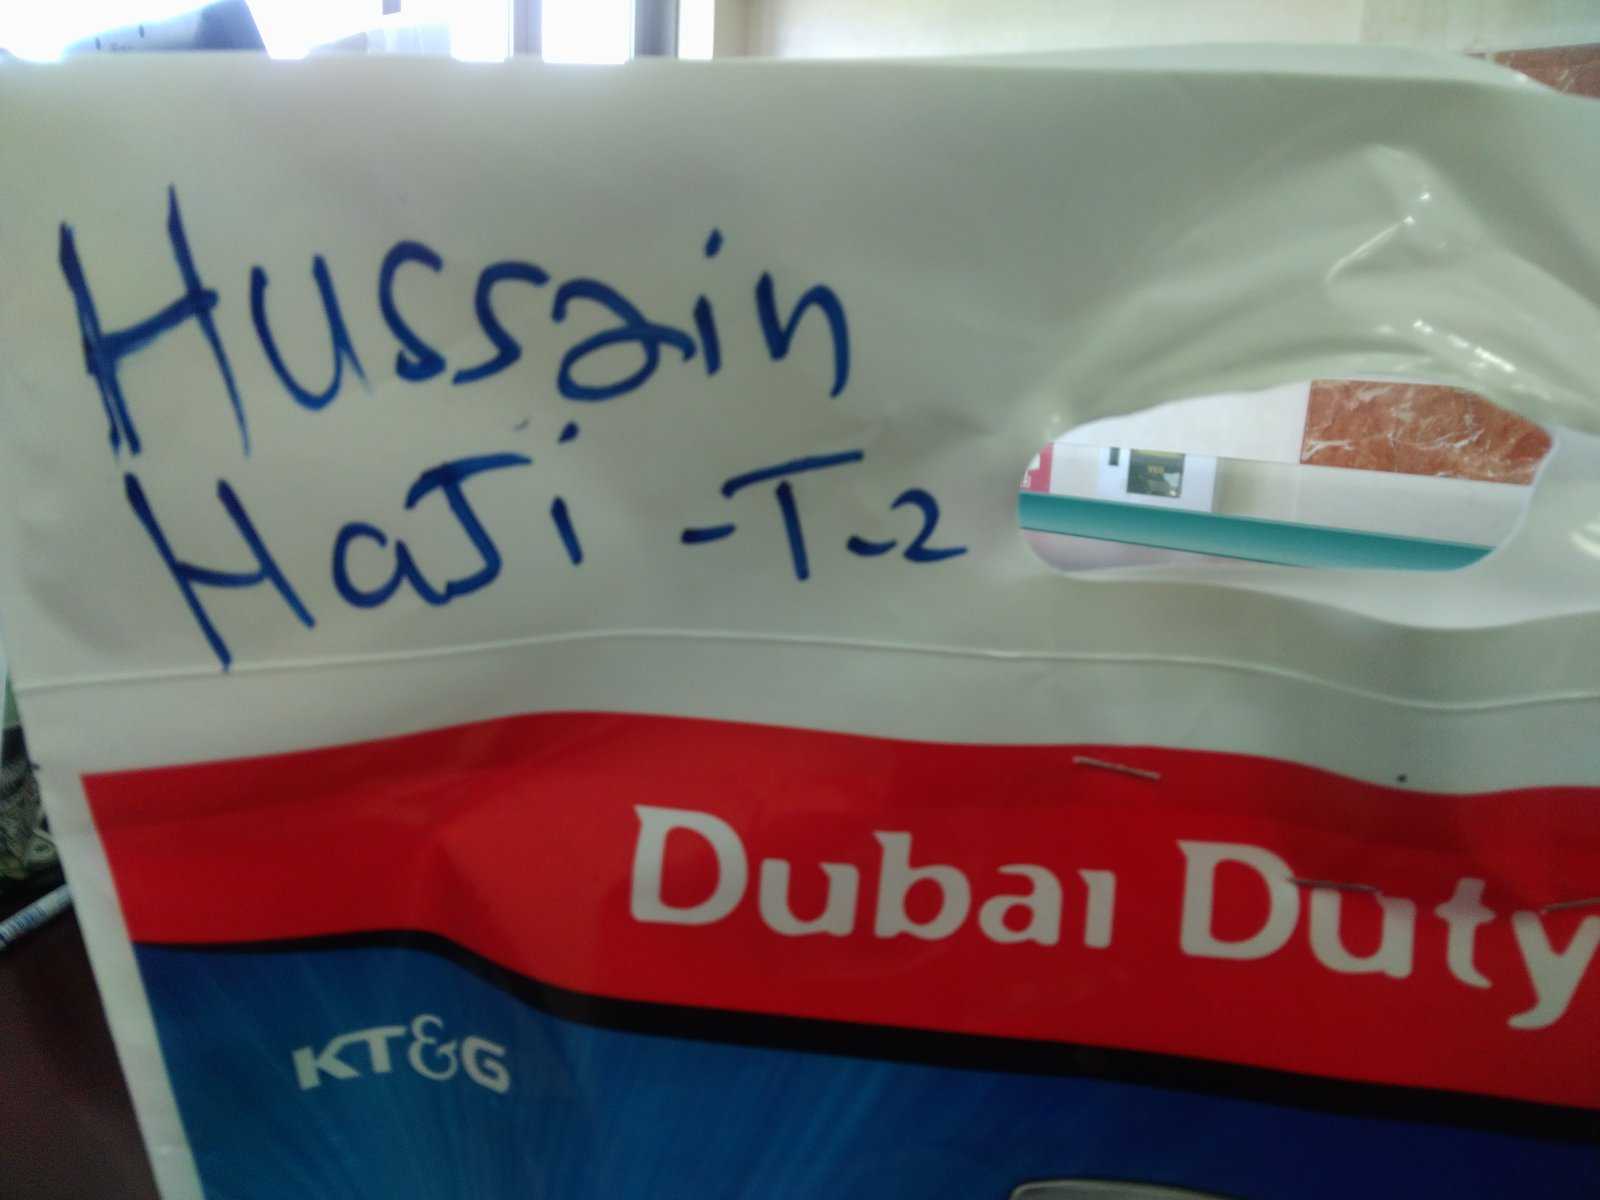 Hussain
HaJi -T-2
Dubai Duty
KT&G